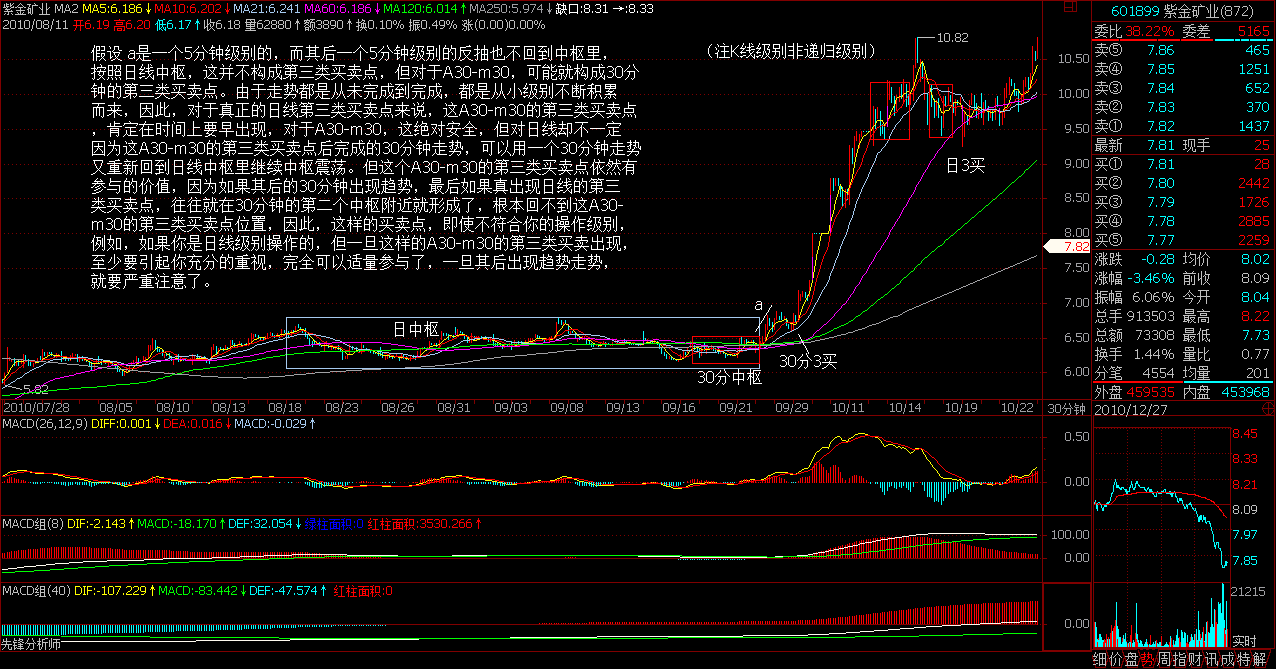 紫金矿业 MA2 MA5:6.186↓ MA10:6.202↓ MA21:6.241 MA60:6.186↓ MA120:6.014↑ MA250:5.974↓ 缺口:8.31 →:8.33
2010/08/11 开6.19 高6.20 低6.17↑收6.18 量62880↑额3890↑换0.10% 振0.49% 涨(0.00)0.00%
假设 a是一个5分钟级别的，而其后一个5分钟级别的反抽也不回到中枢里，
按照日线中枢，这并不构成第三类买卖点，但对于A30-m30，可能就构成30分
钟的第三类买卖点。由于走势都是从未完成到完成，都是从小级别不断积累
而来，因此，对于真正的日线第三类买卖点来说，这A30-m30的第三类买卖点
，肯定在时间上要早出现，对于A30-m30，这绝对安全，但对日线却不一定
因为这A30-m30的第三类买卖点后完成的30分钟走势，可以用一个30分钟走势
又重新回到日线中枢里继续中枢震荡。但这个A30-m30的第三类买卖点依然有
参与的价值，因为如果其后的30分钟出现趋势，最后如果真出现日线的第三
类买卖点，往往就在30分钟的第二个中枢附近就形成了，根本回不到这A30-
m30的第三类买卖点位置，因此，这样的买卖点，即使不符合你的操作级别，
例如，如果你是日线级别操作的，但一旦这样的A30-m30的第三类买卖出现，
至少要引起你充分的重视，完全可以适量参与了，一旦其后出现趋势走势，
就要严重注意了。
（注K线级别非递归级别）
10.82
日3买
日中枢
a
30分3买
30分中枢
5.82
10.50
10.00
9.50
9.00
8.50
8.00
7.82
7.50
7.00
6.50
6.00
2010/07/28 08/05 08/10 08/13 08/18 08/23 08/26 08/31 09/03 09/08 09/13 09/16 09/21 09/29 10/11 10/14 10/19 10/22 30分钟
MACD(26,12,9) DIFF:0.001↓ DEA:0.016↓ MACD:-0.029↑
0.50
0.00
MACD组(8) DIF:-2.143↑ MACD:-18.170↑ DEF:32.054↓ 绿柱面积:0 红柱面积:3530.266↑
100.00
0.00
MACD组(40) DIF:-107.229↑ MACD:-83.442↓ DEF:-47.574↑ 红柱面积:0
0.00
先锋分析师
601899 紫金矿业(872)
委比 38.22% 委差 5165
卖⑤ 7.86 465
卖④ 7.85 1251
卖③ 7.84 652
卖② 7.83 370
卖① 7.82 1437
最新 7.81 现手 25
买① 7.81 28
买② 7.80 2442
买③ 7.79 1726
买④ 7.78 2885
买⑤ 7.77 2259
涨跌 -0.28 均价 8.02
涨幅 -3.46% 前收 8.09
振幅 6.06% 今开 8.04
总手 913503 最高 8.22
总额 73308 最低 7.73
换手 1.44% 量比 0.77
分笔 4554 均量 201
外盘 459535 内盘 453968
2010/12/27
8.45
8.33
8.21
8.09
7.97
7.85
21215
实时
细价盘势周指财讯成特解